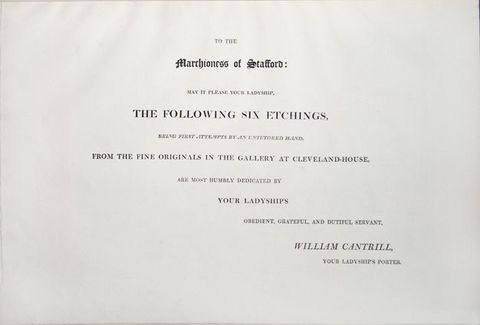 TO THE
Marchioness of Stafford:
MAY IT PLEASE YOUR LADYSHIP,
THE FOLLOWING SIX ETCHINGS,
BEING FIRST ATTEMPTS BY AN UNTUTORED HAND,
FROM THE FINE ORIGINALS IN THE GALLERY AT CLEVELAND-HOUSE,
ARE MOST HUMBLY DEDICATED BY
YOUR LADYSHIP'S
OBEDIENT, GRATEFUL, AND DUTIFUL SERVANT,
WILLIAM CANTRILL,
YOUR LADYSHIP'S PORTER.